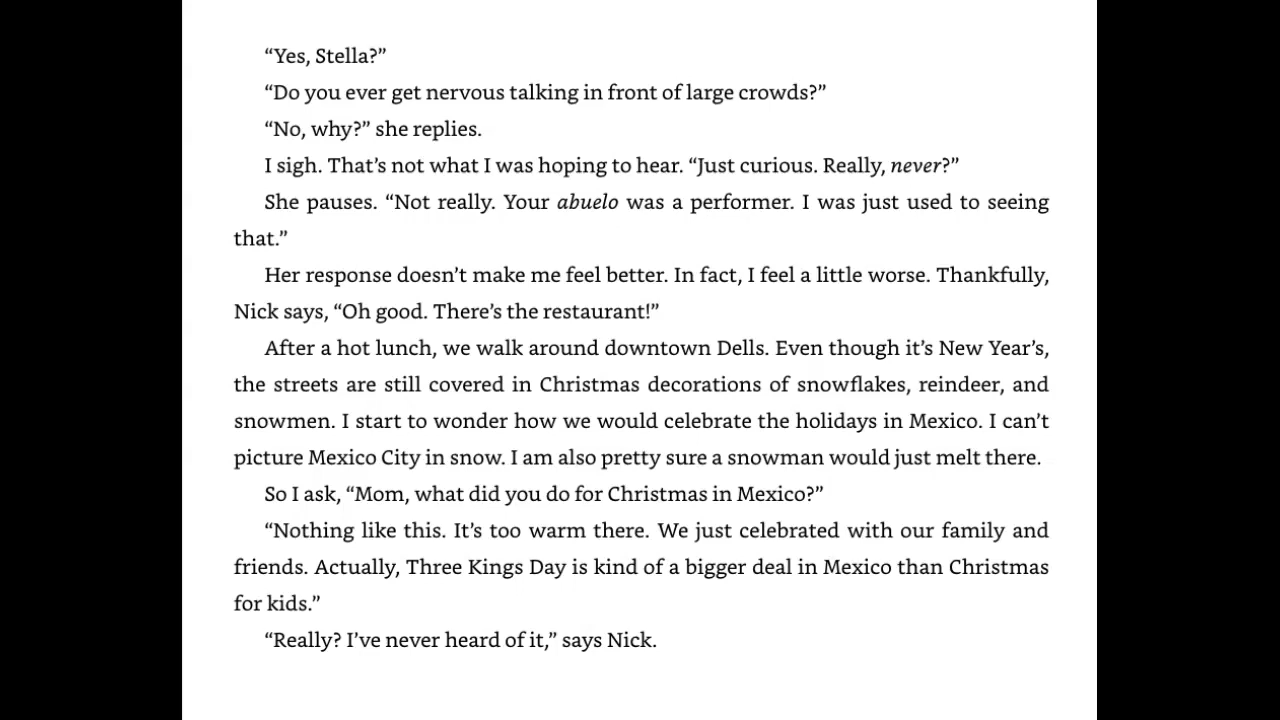 “Yes, Stella?”
“Do you ever get nervous talking in front of large crowds?”
“No, why?” she replies.
I sigh. That’s not what I was hoping to hear. “Just curious. Really, never?”
She pauses. “Not really. Your abuelo was a performer. I was just used to seeing
that.”
Her response doesn’t make me feel better. In fact, I feel a little worse. Thankfully,
Nick says, “Oh good. There’s the restaurant!”
After a hot lunch, we walk around downtown Dells. Even though it’s New Year’s,
the streets are still covered in Christmas decorations of snowflakes, reindeer, and
snowmen. I start to wonder how we would celebrate the holidays in Mexico. I can’t
picture Mexico City in snow. I am also pretty sure a snowman would just melt there.
So I ask, “Mom, what did you do for Christmas in Mexico?”
“Nothing like this. It’s too warm there. We just celebrated with our family and
friends. Actually, Three Kings Day is kind of a bigger deal in Mexico than Christmas
for kids.”
“Really? I’ve never heard of it,” says Nick.